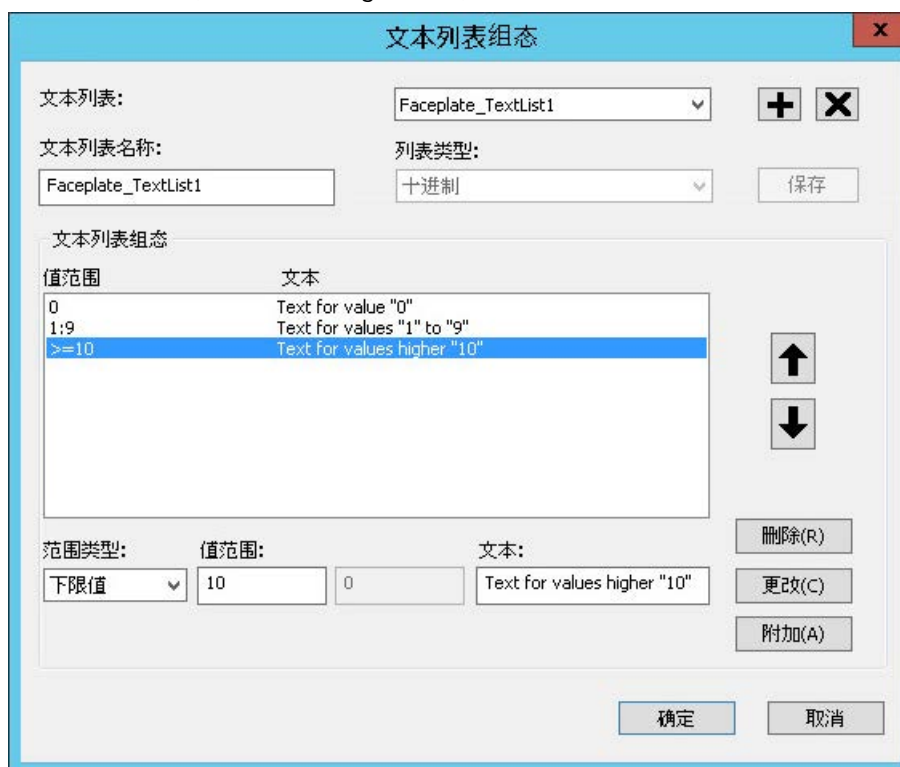 文本列表组态
x
文本列表:
Faceplate_TextList1
文本列表名称:
列表类型:
Faceplate_TextList1
十进制
保存
文本列表组态
值范围 文本
0 Text for value "0"
1:9 Text for values "1" to "9"
>=10 Text for values higher "10"
范围类型: 值范围: 文本:
下限值 10 0 Text for values higher "10"
删除(R)
更改(C)
附加(A)
确定 取消